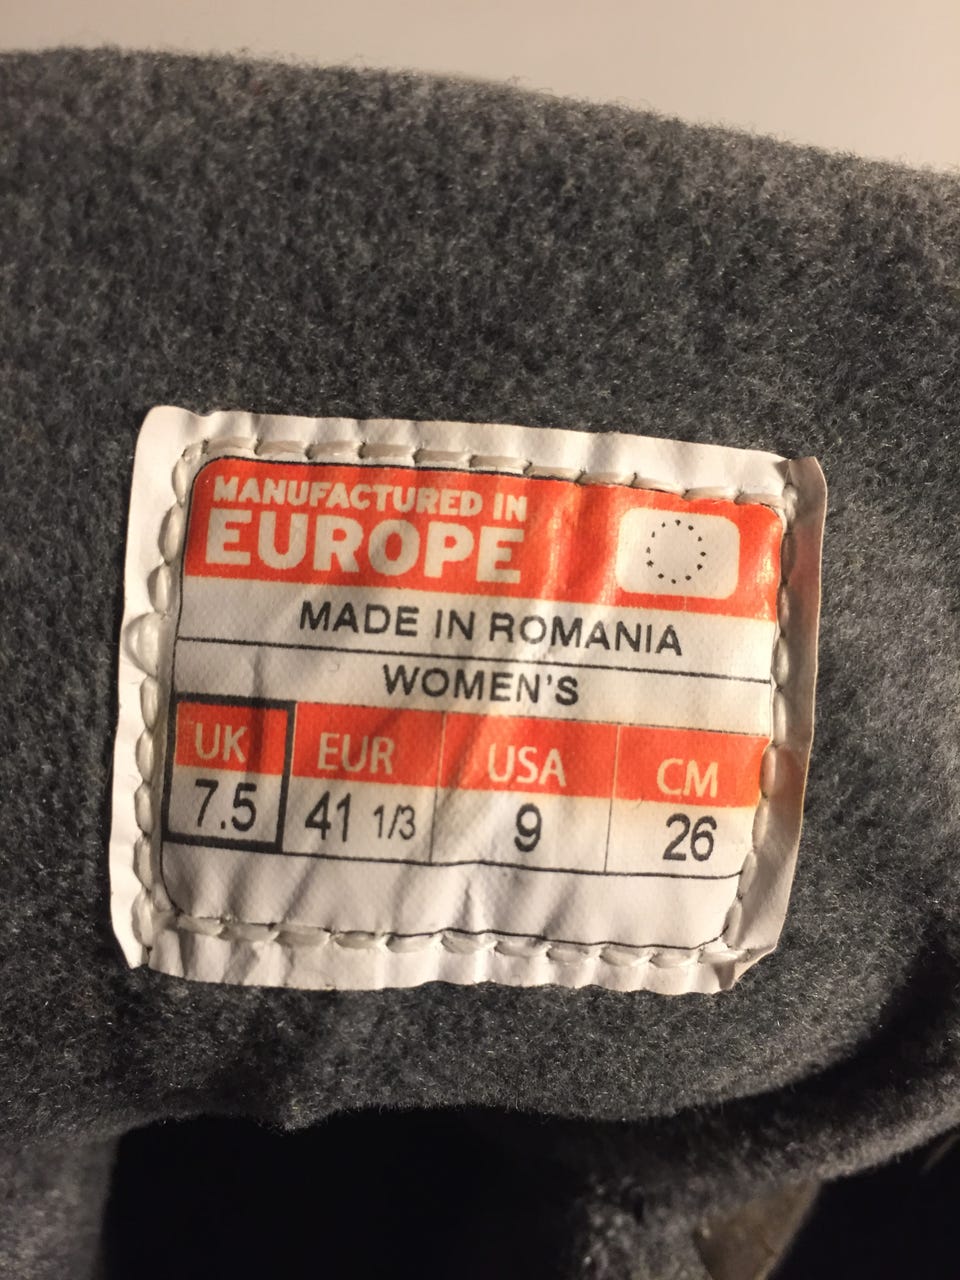 MANUFACTURED IN
EUROPE
MADE IN ROMANIA
WOMEN'S
UK EUR USA CM
7.5 41 1/3 9 26